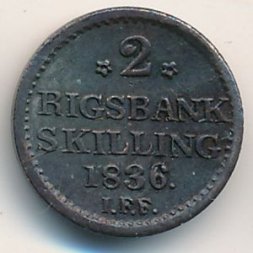 2
RIGSBANK
SKILLING
1836.
I.F.F.